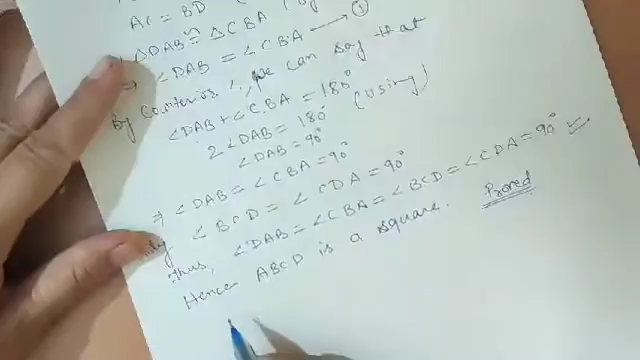 AC = BD
ΔDAB ≅ ΔCBA
⇒ ∠DAB = ∠CBA → ①
By we can say that
∠DAB + ∠CBA = 180°
2∠DAB = 180° (using)
∠DAB = 90°
⇒ ∠DAB = ∠CBA = 90°
∠BCD = ∠CDA = 90°
Thus, ∠DAB = ∠CBA = ∠BCD = ∠CDA = 90°
Hence ABCD is a square. Proved